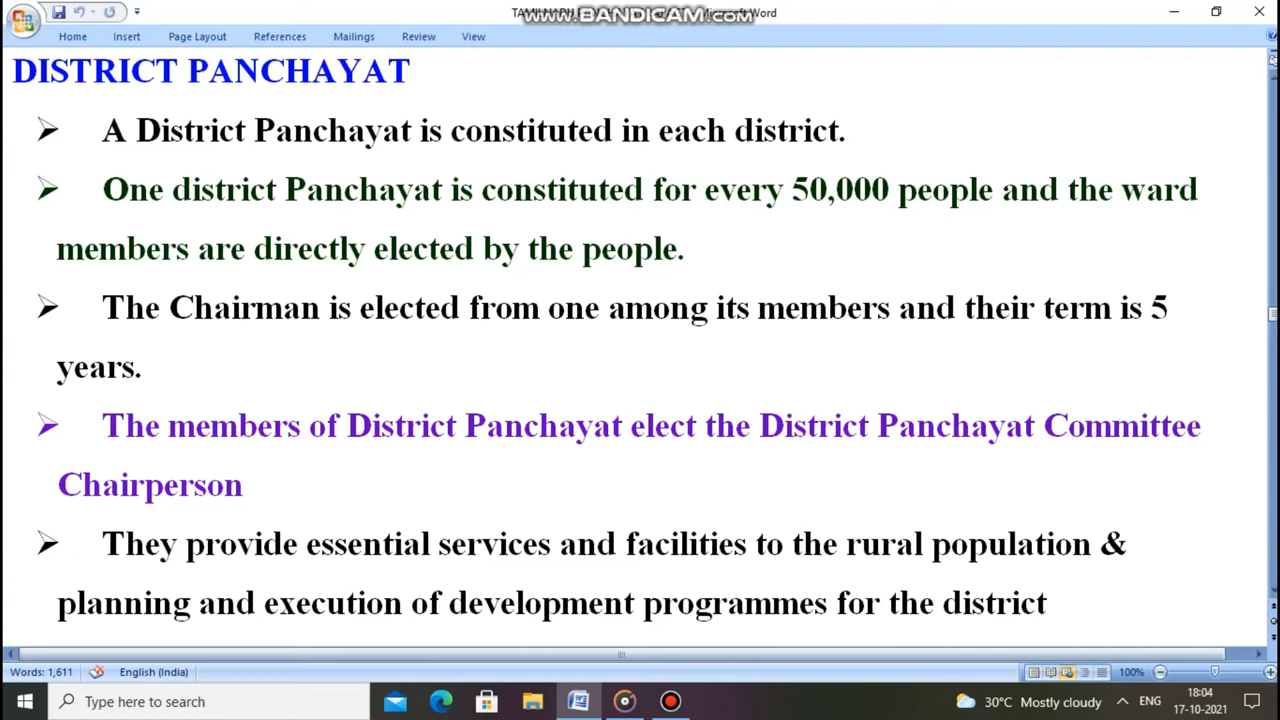 TAMILNADU
www.BANDICAM.com
Microsoft Word
Home Insert Page Layout References Mailings Review View
DISTRICT PANCHAYAT
➢ A District Panchayat is constituted in each district.
➢ One district Panchayat is constituted for every 50,000 people and the ward
members are directly elected by the people.
➢ The Chairman is elected from one among its members and their term is 5
years.
➢ The members of District Panchayat elect the District Panchayat Committee
Chairperson
➢ They provide essential services and facilities to the rural population &
planning and execution of development programmes for the district
Words: 1,611 English (India) 100%
Type here to search 30°C Mostly cloudy ENG 18:04
17-10-2021